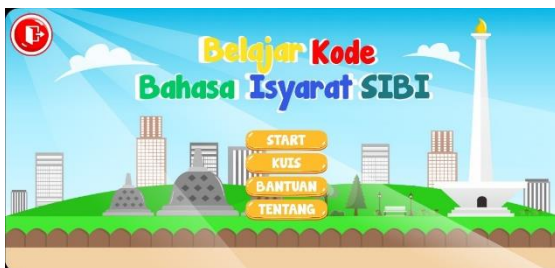 Belajar Kode
Bahasa Isyarat SIBI
START
KUIS
BANTUAN
TENTANG